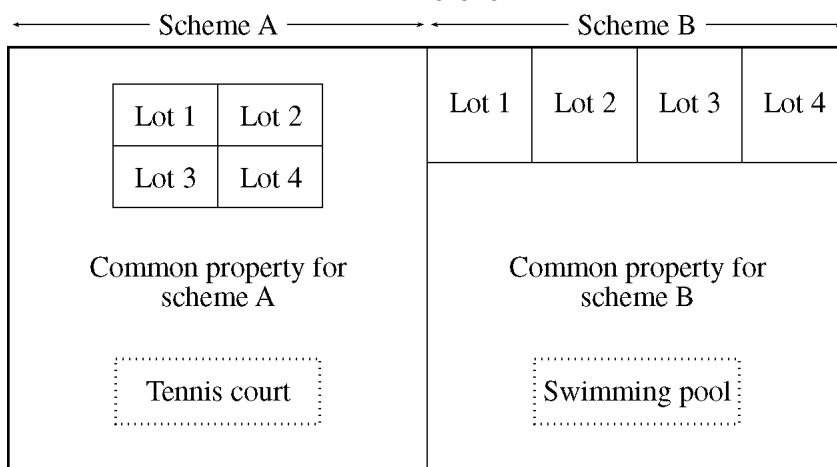 Scheme A Scheme B
Lot 1 Lot 2 Lot 1 Lot 2 Lot 3 Lot 4
Lot 3 Lot 4
Common property for
scheme A
Common property for
scheme B
Tennis court
Swimming pool